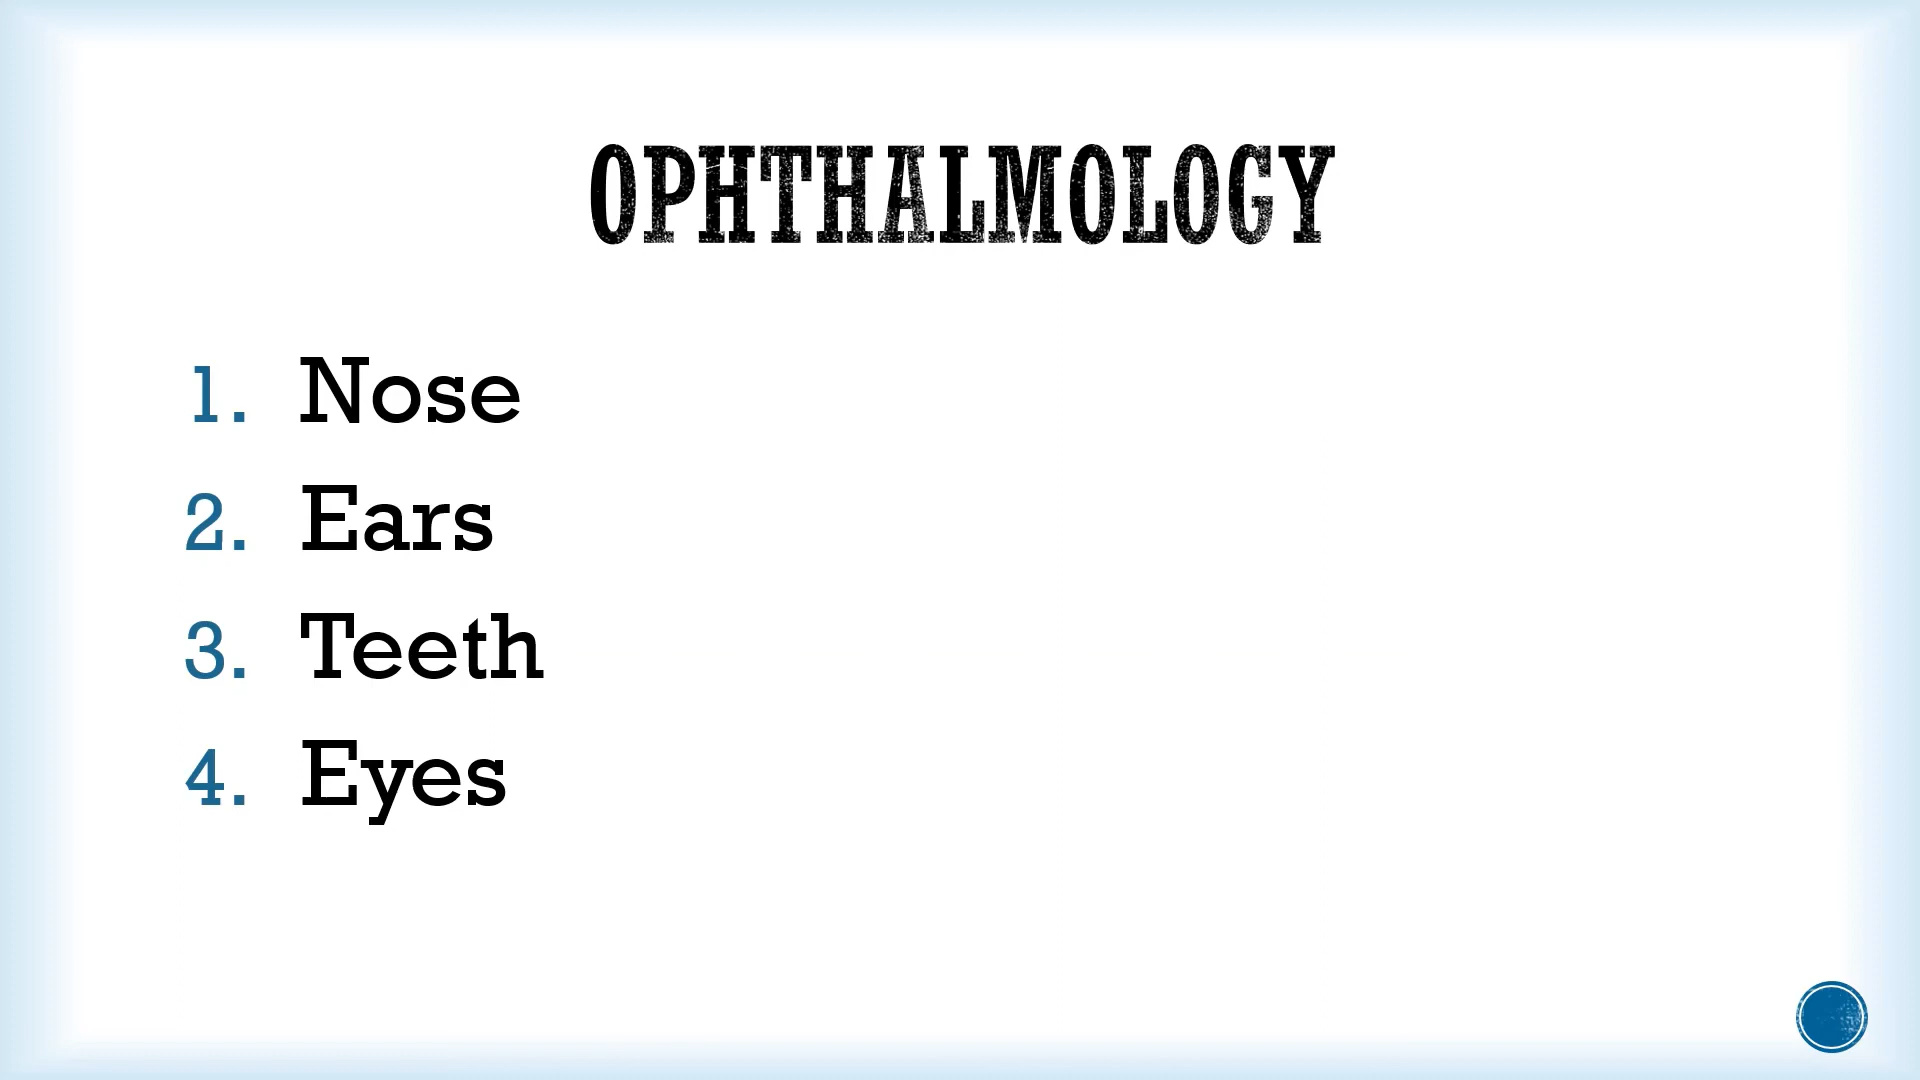 OPHTHALMOLOGY
1. Nose
2. Ears
3. Teeth
4. Eyes